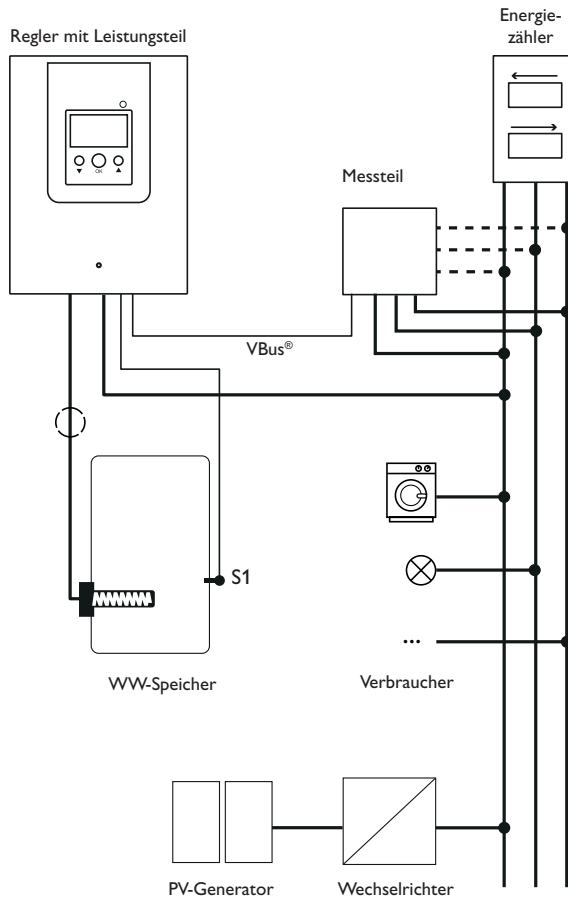 Energie-
zähler
Regler mit Leistungsteil
OK
Messteil
VBus®
S1
...
WW-Speicher
Verbraucher
PV-Generator
Wechselrichter